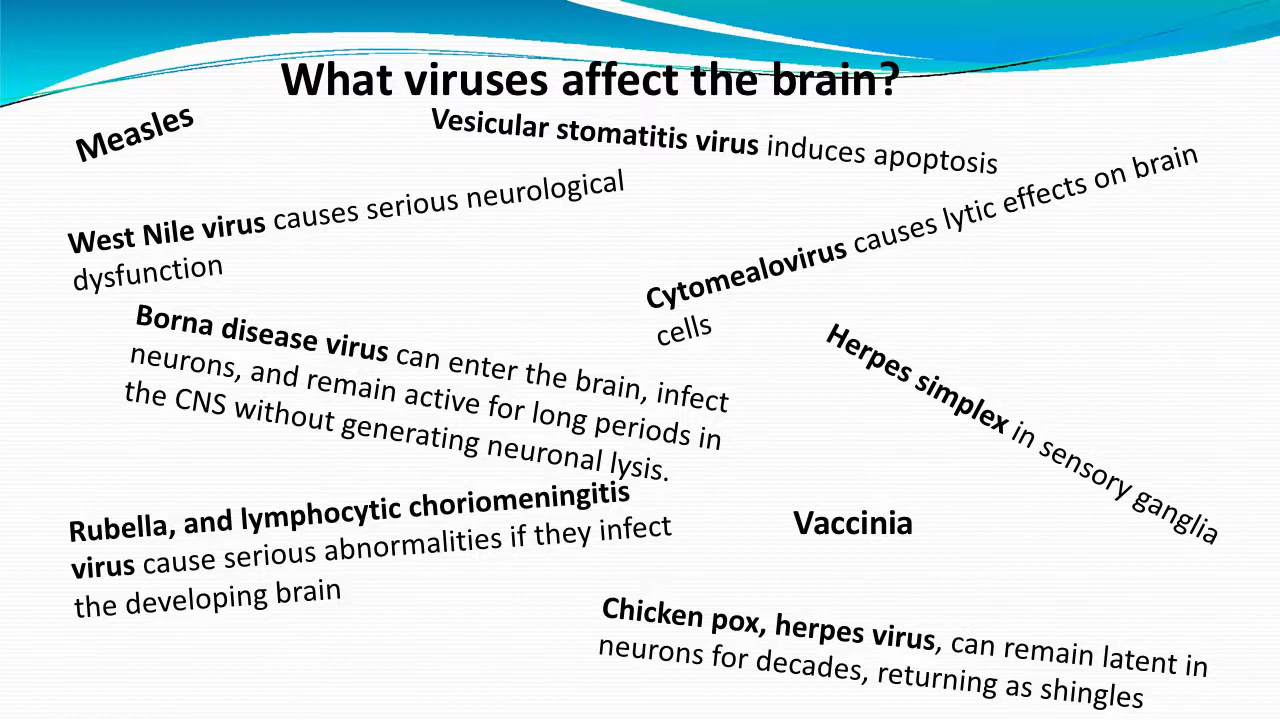 What viruses affect the brain?
Measles
Vesicular stomatitis virus induces apoptosis
West Nile virus causes serious neurological
dysfunction
Cytomealovirus causes lytic effects on brain
cells
Borna disease virus can enter the brain, infect
neurons, and remain active for long periods in
the CNS without generating neuronal lysis.
Herpes simplex in sensory ganglia
Rubella, and lymphocytic choriomeningitis
virus cause serious abnormalities if they infect
the developing brain
Vaccinia
Chicken pox, herpes virus, can remain latent in
neurons for decades, returning as shingles